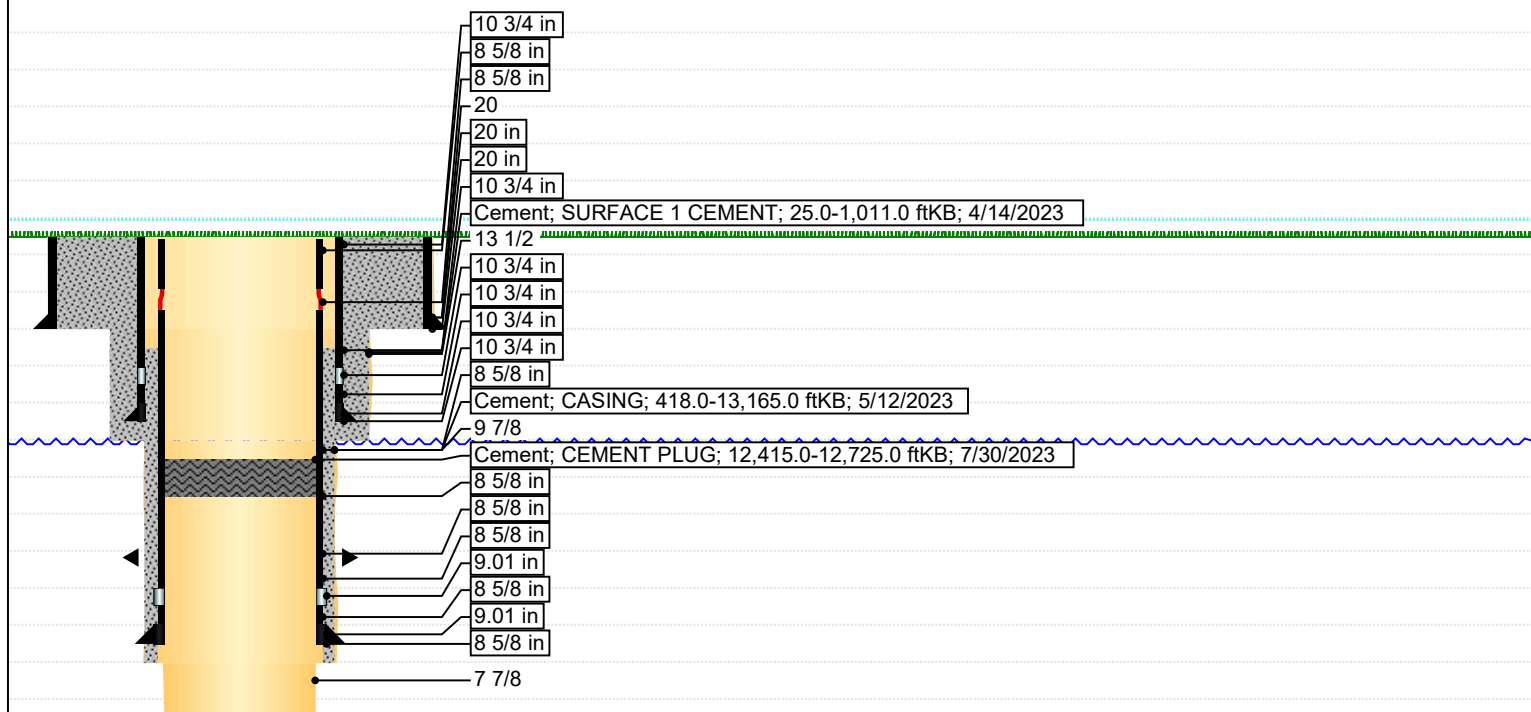 10 3/4 in
8 5/8 in
8 5/8 in
20
20 in
20 in
10 3/4 in
Cement; SURFACE 1 CEMENT; 25.0-1,011.0 ftKB; 4/14/2023
13 1/2
10 3/4 in
10 3/4 in
10 3/4 in
10 3/4 in
8 5/8 in
Cement; CASING; 418.0-13,165.0 ftKB; 5/12/2023
9 7/8
Cement; CEMENT PLUG; 12,415.0-12,725.0 ftKB; 7/30/2023
8 5/8 in
8 5/8 in
8 5/8 in
9.01 in
8 5/8 in
9.01 in
8 5/8 in
7 7/8